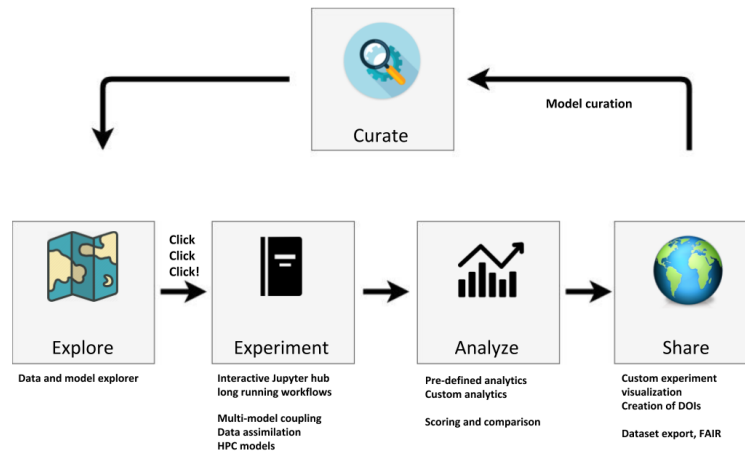 Curate
Model curation
Click
Click
Click!
Explore
Experiment
Analyze
Share
Data and model explorer
Interactive Jupyter hub
long running workflows
Multi-model coupling
Data assimilation
HPC models
Pre-defined analytics
Custom analytics
Scoring and comparison
Custom experiment
visualization
Creation of DOIs
Dataset export, FAIR